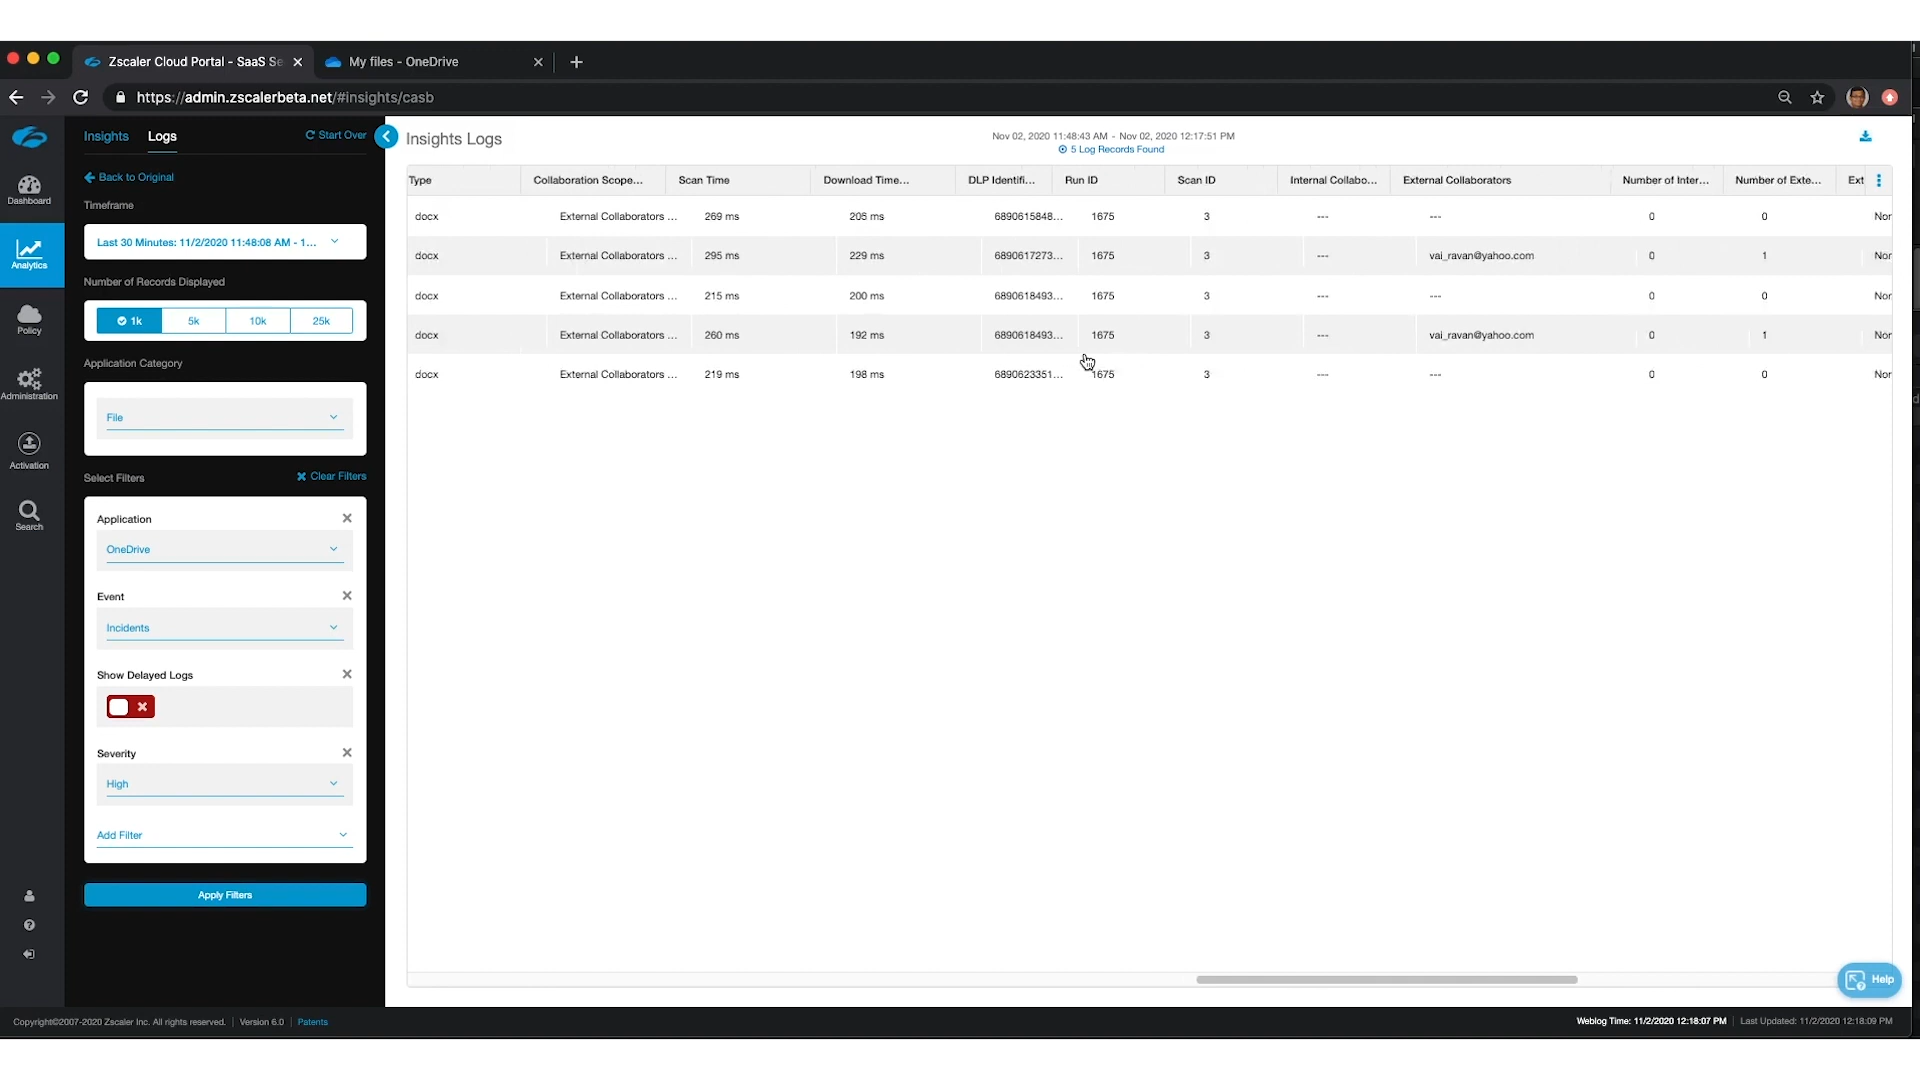 Zscaler Cloud Portal - SaaS Se
My files - OneDrive
https://admin.zscalerbeta.net/#insights/casb
Insights Logs Start Over
Back to Original
Timeframe
Last 30 Minutes: 11/2/2020 11:48:08 AM - 1...
Number of Records Displayed
1k 5k 10k 25k
Application Category
File
Select Filters Clear Filters
Application
OneDrive
Event
Incidents
Show Delayed Logs
Severity
High
Add Filter
Apply Filters
Dashboard
Analytics
Policy
Administration
Activation
Search
Insights Logs
Nov 02, 2020 11:48:43 AM - Nov 02, 2020 12:17:51 PM
5 Log Records Found
Type Collaboration Scope... Scan Time Download Time... DLP Identifi... Run ID Scan ID Internal Collabo... External Collaborators Number of Inter... Number of Exte... Ext
docx External Collaborators ... 269 ms 205 ms 6890615848... 1675 3 --- --- 0 0 Nor
docx External Collaborators ... 295 ms 229 ms 6890617273... 1675 3 --- vai_ravan@yahoo.com 0 1 Nor
docx External Collaborators ... 215 ms 200 ms 6890618493... 1675 3 --- --- 0 0 Nor
docx External Collaborators ... 260 ms 192 ms 6890618493... 1675 3 --- vai_ravan@yahoo.com 0 1 Nor
docx External Collaborators ... 219 ms 198 ms 6890623351... 1675 3 --- --- 0 0 Nor
Help
Copyright©2007-2020 Zscaler Inc. All rights reserved. | Version 6.0 | Patents
Weblog Time: 11/2/2020 12:18:07 PM | Last Updated: 11/2/2020 12:18:09 PM